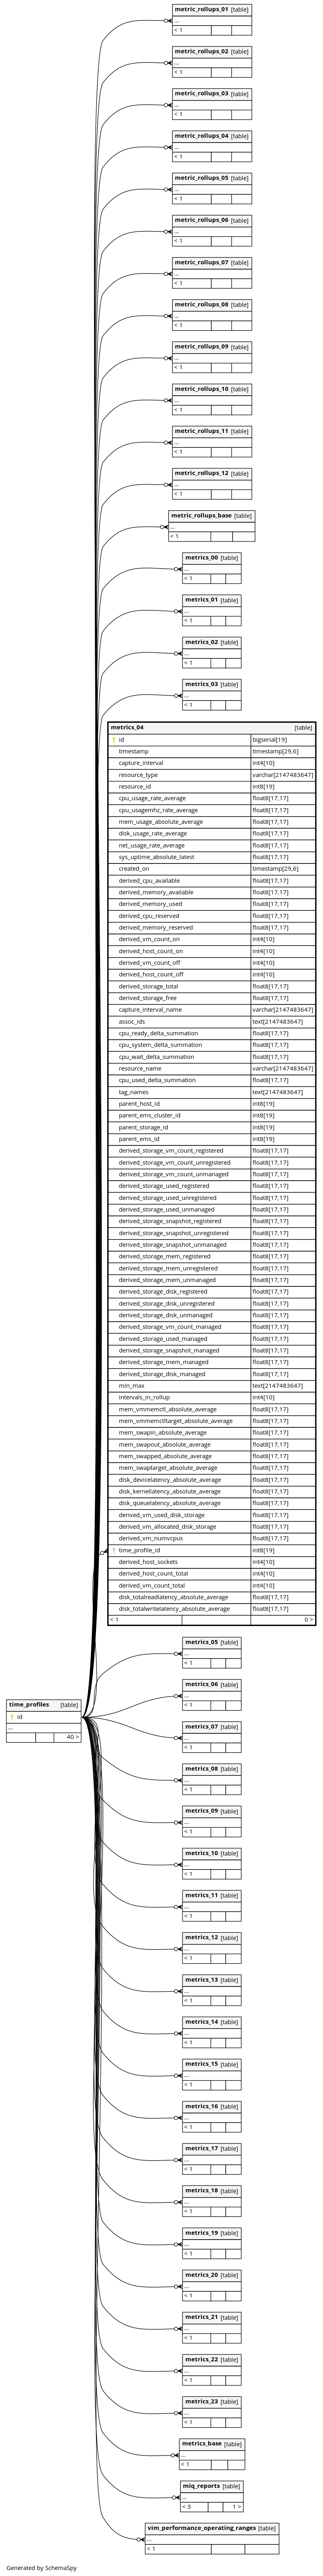 metrics_rollups_01 [table]
...
< 1
metric_rollups_02 [table]
...
< 1
metric_rollups_03 [table]
...
< 1
metric_rollups_04 [table]
...
< 1
metric_rollups_05 [table]
...
< 1
metric_rollups_06 [table]
...
< 1
metric_rollups_07 [table]
...
< 1
metric_rollups_08 [table]
...
< 1
metric_rollups_09 [table]
...
< 1
metric_rollups_10 [table]
...
< 1
metric_rollups_11 [table]
...
< 1
metric_rollups_12 [table]
...
< 1
metric_rollups_base [table]
...
< 1
metrics_00 [table]
...
< 1
metrics_01 [table]
...
< 1
metrics_02 [table]
...
< 1
metrics_03 [table]
...
< 1
metrics_04 [table]
id bigserial[19]
timestamp timestamp[29,6]
capture_interval int4[10]
resource_type varchar[2147483647]
resource_id int8[19]
cpu_usage_rate_average float8[17,17]
cpu_usagemhz_rate_average float8[17,17]
mem_usage_absolute_average float8[17,17]
disk_usage_rate_average float8[17,17]
net_usage_rate_average float8[17,17]
sys_uptime_absolute_latest float8[17,17]
created_on timestamp[29,6]
derived_cpu_available float8[17,17]
derived_memory_available float8[17,17]
derived_memory_used float8[17,17]
derived_cpu_reserved float8[17,17]
derived_memory_reserved float8[17,17]
derived_vm_count_on int4[10]
derived_host_count_on int4[10]
derived_vm_count_off int4[10]
derived_host_count_off int4[10]
derived_storage_total float8[17,17]
derived_storage_free float8[17,17]
capture_interval_name varchar[2147483647]
assoc_ids text[2147483647]
cpu_ready_delta_summation float8[17,17]
cpu_system_delta_summation float8[17,17]
cpu_wait_delta_summation float8[17,17]
resource_name varchar[2147483647]
cpu_used_delta_summation float8[17,17]
tag_names text[2147483647]
parent_host_id int8[19]
parent_ems_cluster_id int8[19]
parent_storage_id int8[19]
parent_ems_id int8[19]
derived_storage_vm_count_registered float8[17,17]
derived_storage_vm_count_unregistered float8[17,17]
derived_storage_vm_count_unmanaged float8[17,17]
derived_storage_used_registered float8[17,17]
derived_storage_used_unregistered float8[17,17]
derived_storage_used_unmanaged float8[17,17]
derived_storage_snapshot_registered float8[17,17]
derived_storage_snapshot_unregistered float8[17,17]
derived_storage_snapshot_unmanaged float8[17,17]
derived_storage_mem_registered float8[17,17]
derived_storage_mem_unregistered float8[17,17]
derived_storage_mem_unmanaged float8[17,17]
derived_storage_disk_registered float8[17,17]
derived_storage_disk_unregistered float8[17,17]
derived_storage_disk_unmanaged float8[17,17]
derived_storage_vm_count_managed float8[17,17]
derived_storage_used_managed float8[17,17]
derived_storage_snapshot_managed float8[17,17]
derived_storage_mem_managed float8[17,17]
derived_storage_disk_managed float8[17,17]
min_max text[2147483647]
intervals_in_rollup int4[10]
mem_vmmemctl_absolute_average float8[17,17]
mem_vmmemctltarget_absolute_average float8[17,17]
mem_swapin_absolute_average float8[17,17]
mem_swapout_absolute_average float8[17,17]
mem_swapped_absolute_average float8[17,17]
mem_swaptarget_absolute_average float8[17,17]
disk_devicelatency_absolute_average float8[17,17]
disk_kernellatency_absolute_average float8[17,17]
disk_queuelatency_absolute_average float8[17,17]
derived_vm_used_disk_storage float8[17,17]
derived_vm_allocated_disk_storage float8[17,17]
derived_vm_numvcpus float8[17,17]
time_profile_id int8[19]
derived_host_sockets int4[10]
derived_host_count_total int4[10]
derived_vm_count_total int4[10]
disk_totalreadlatency_absolute_average float8[17,17]
disk_totalwritelatency_absolute_average float8[17,17]
< 1 0 >
metrics_05 [table]
...
< 1
time_profiles [table]
id
...
40 >
metrics_06 [table]
...
< 1
metrics_07 [table]
...
< 1
metrics_08 [table]
...
< 1
metrics_09 [table]
...
< 1
metrics_10 [table]
...
< 1
metrics_11 [table]
...
< 1
metrics_12 [table]
...
< 1
metrics_13 [table]
...
< 1
metrics_14 [table]
...
< 1
metrics_15 [table]
...
< 1
metrics_16 [table]
...
< 1
metrics_17 [table]
...
< 1
metrics_18 [table]
...
< 1
metrics_19 [table]
...
< 1
metrics_20 [table]
...
< 1
metrics_21 [table]
...
< 1
metrics_22 [table]
...
< 1
metrics_23 [table]
...
< 1
metrics_base [table]
...
< 1
miq_reports [table]
...
< 3 1 >
vim_performance_operating_ranges [table]
...
< 1
Generated by SchemaSpy